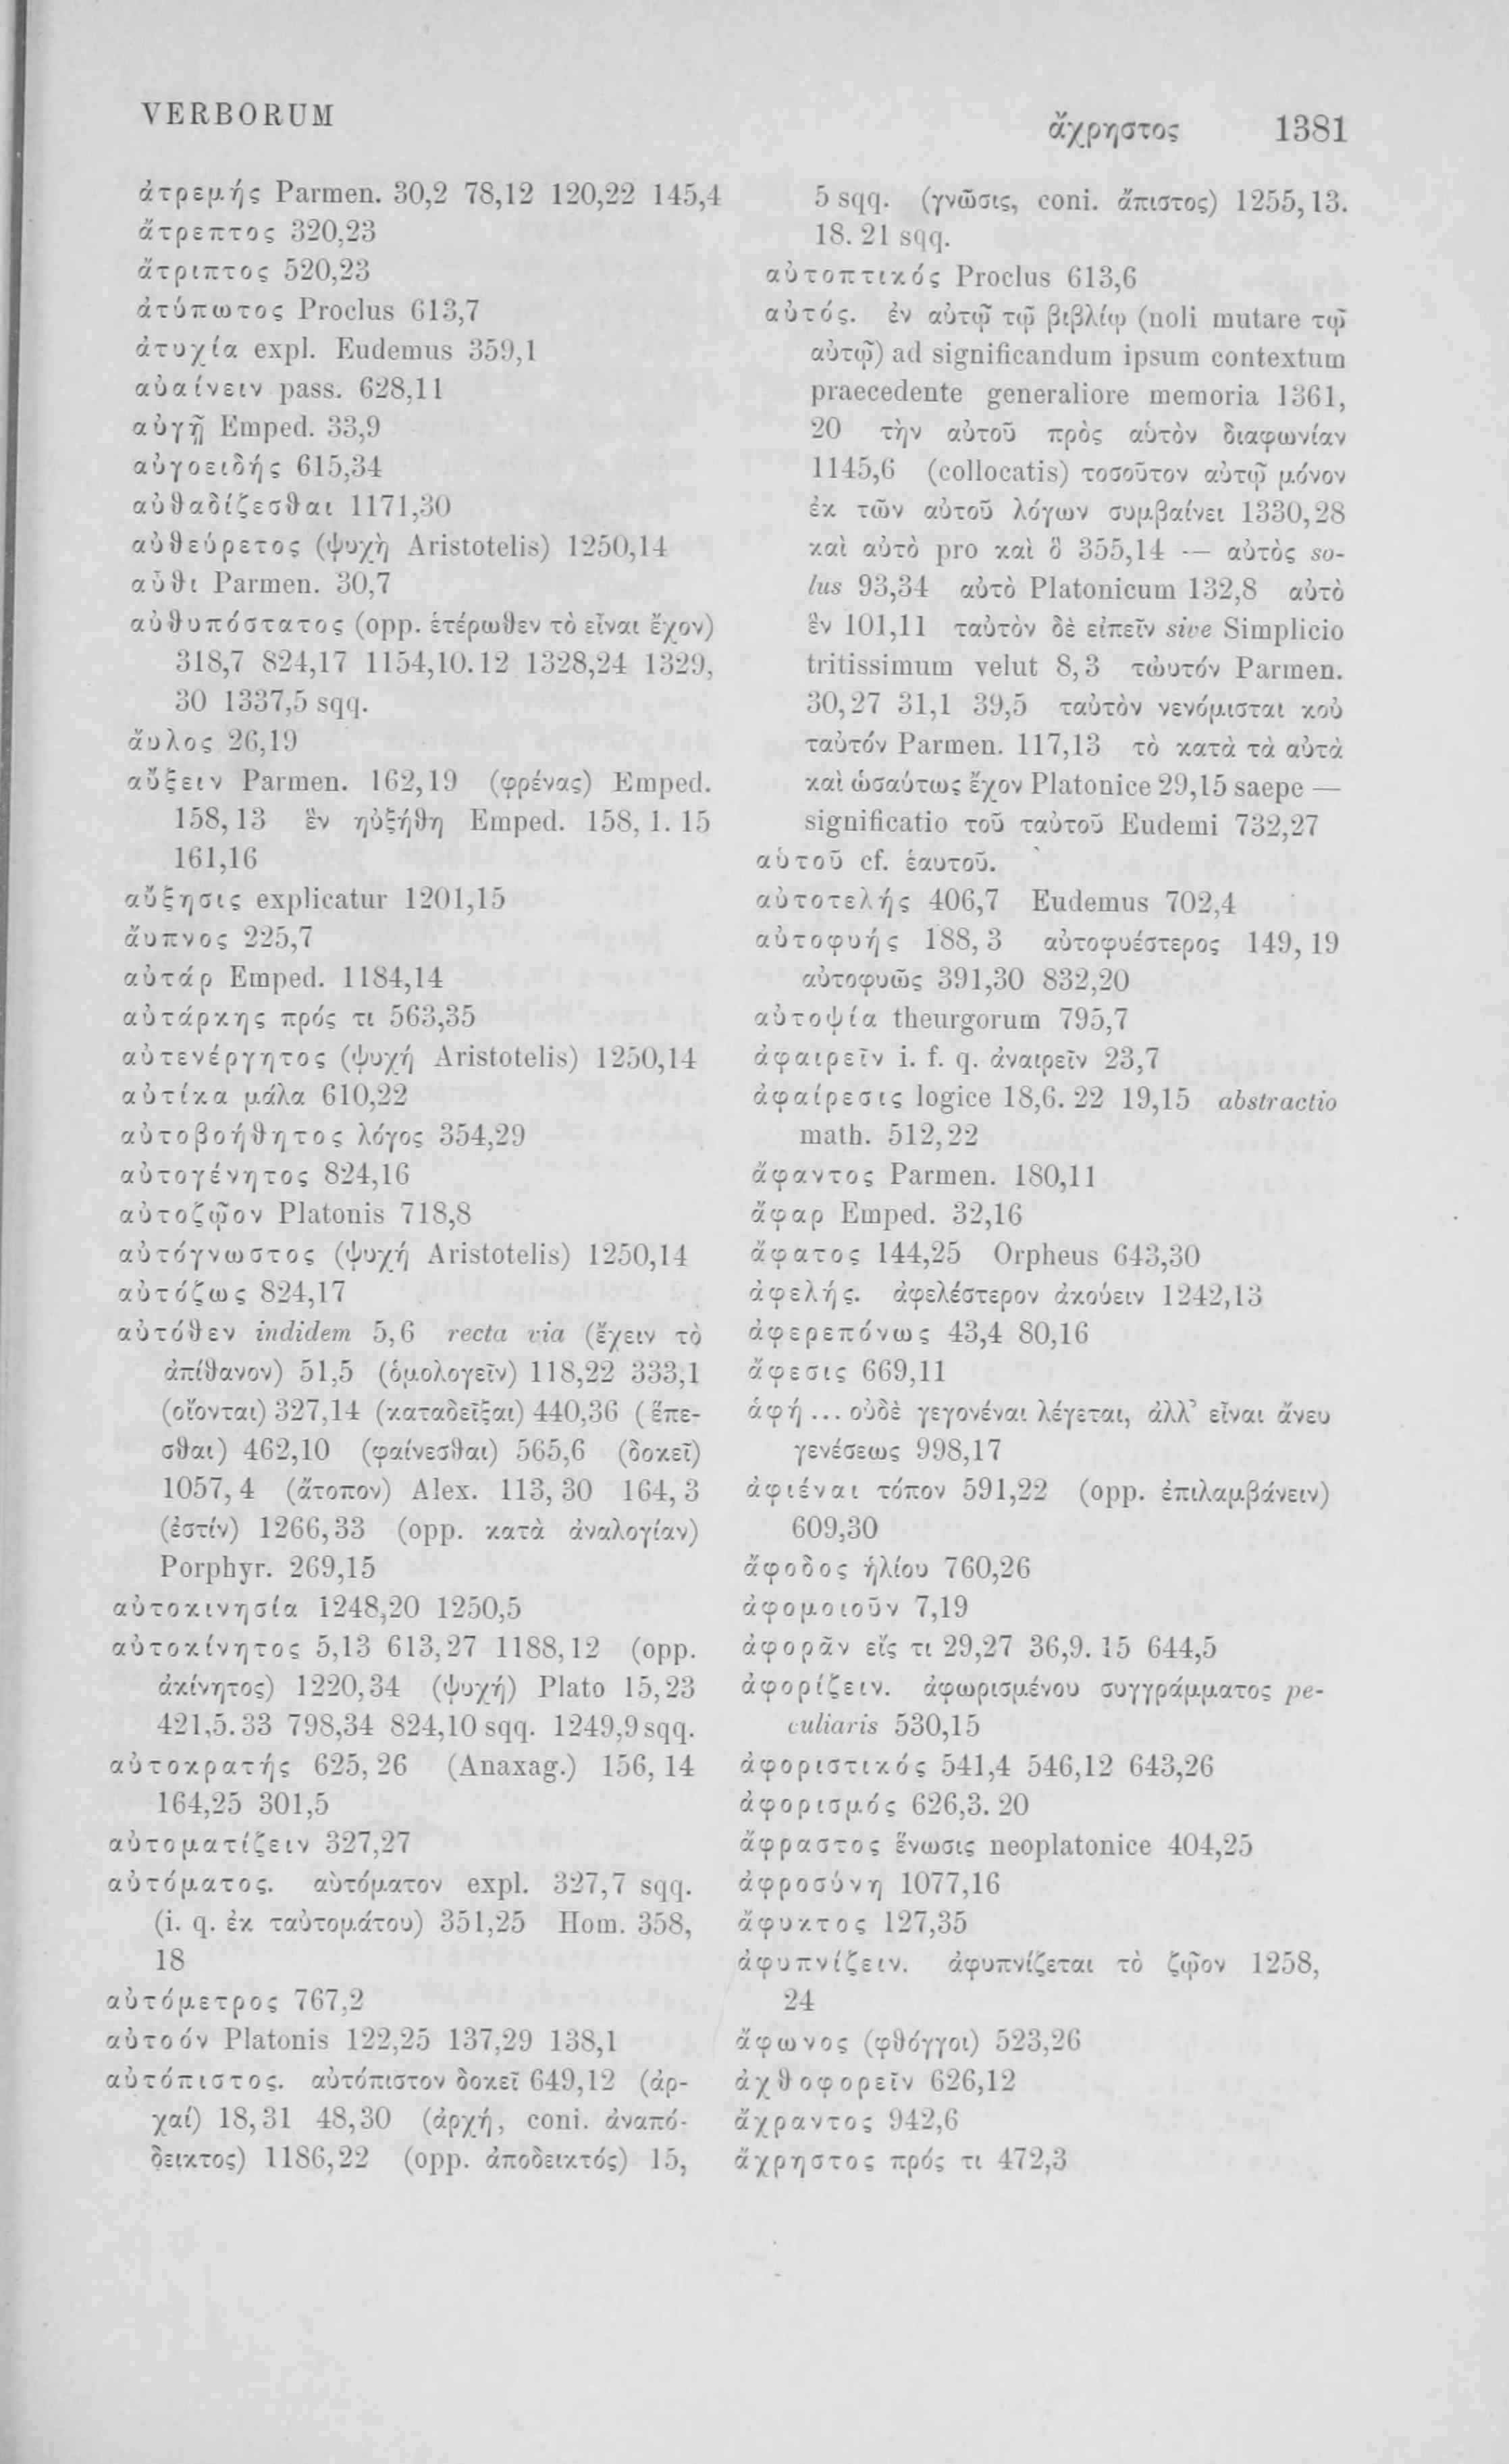 VERBORUM
ἄχρηστος 1381
ἀτρεμής Parmen. 30,2 78,12 120,22 145,4
ἄτρεπτος 320,23
ἄτριπτος 520,23
ἀτύπωτος Proclus 613,7
ἀτυχία expl. Eudemus 359,1
αὐαίνειν pass. 628,11
αὐγῇ Emped. 33,9
αὐγοειδής 615,34
αὐθαδίζεσθαι 1171,30
αὐθεύρετος (ψυχὴ Aristotelis) 1250,14
αὖθι Parmen. 30,7
αὐθυπόστατος (opp. ἑτέρωθεν τὸ εἶναι ἔχον)
318,7 824,17 1154,10.12 1328,24 1329,
30 1337,5 sqq.
ἄυλος 26,19
αὔξειν Parmen. 162,19 (φρένας) Emped.
158,13 ἓν ηὐξήθη Emped. 158, 1. 15
161,16
αὔξησις explicatur 1201,15
ἄυπνος 225,7
αὐτάρ Emped. 1184,14
αὐτάρκης πρός τι 563,35
αὐτενέργητος (ψυχή Aristotelis) 1250,14
αὐτίκα μάλα 610,22
αὐτοβοήθητος λόγος 354,29
αὐτογένητος 824,16
αὐτοζῷον Platonis 718,8
αὐτόγνωστος (ψυχή Aristotelis) 1250,14
αὐτόζως 824,17
αὐτόθεν indidem 5,6 recta via (ἔχειν τὸ
ἀπίθανον) 51,5 (ὁμολογεῖν) 118,22 333,1
(οἴονται) 327,14 (καταδεῖξαι) 440,36 (ἕπε-
σθαι) 462,10 (φαίνεσθαι) 565,6 (δοκεῖ)
1057, 4 (ἄτοπον) Alex. 113, 30 164, 3
(ἐστίν) 1266,33 (opp. κατὰ ἀναλογίαν)
Porphyr. 269,15
αὐτοκινησία 1248,20 1250,5
αὐτοκίνητος 5,13 613,27 1188,12 (opp.
ἀκίνητος) 1220,34 (ψυχή) Plato 15,23
421,5.33 798,34 824,10 sqq. 1249,9 sqq.
αὐτοκρατής 625, 26 (Anaxag.) 156, 14
164,25 301,5
αὐτοματίζειν 327,27
αὐτόματος. αὐτόματον expl. 327,7 sqq.
(i. q. ἐκ ταὐτομάτου) 351,25 Hom. 358,
18
αὐτόμετρος 767,2
αὐτοόν Platonis 122,25 137,29 138,1
αὐτόπιστος. αὐτόπιστον δοκεῖ 649,12 (ἀρ-
χαί) 18,31 48,30 (ἀρχή, coni. ἀναπό-
δεικτος) 1186,22 (opp. ἀποδεικτός) 15,
5 sqq. (γνῶσις, coni. ἄπιστος) 1255,13.
18. 21 sqq.
αὐτοπτικός Proclus 613,6
αὐτός. ἐν αὐτῷ τῷ βιβλίῳ (noli mutare τῷ
αὐτῷ) ad significandum ipsum contextum
praecedente generaliore memoria 1361,
20 τὴν αὐτοῦ πρὸς αὑτὸν διαφωνίαν
1145,6 (collocatis) τοσοῦτον αὐτῷ μόνον
ἐκ τῶν αὐτοῦ λόγων συμβαίνει 1330,28
καὶ αὐτὸ pro καὶ ὃ 355,14 — αὐτὸς so-
lus 93,34 αὐτὸ Platonicum 132,8 αὐτὸ
ἓν 101,11 ταὐτὸν δὲ εἰπεῖν sive Simplicio
tritissimum velut 8,3 τὠυτόν Parmen.
30,27 31,1 39,5 ταὐτὸν νενόμισται κοὐ
ταὐτόν Parmen. 117,13 τὸ κατὰ τὰ αὐτὰ
καὶ ὡσαύτως ἔχον Platonice 29,15 saepe —
significatio τοῦ ταὐτοῦ Eudemi 732,27
αὑτοῦ cf. ἑαυτοῦ.
αὐτοτελής 406,7 Eudemus 702,4
αὐτοφυής 188, 3 αὐτοφυέστερος 149, 19
αὐτοφυῶς 391,30 832,20
αὐτοψία theurgorum 795,7
ἀφαιρεῖν i. f. q. ἀναιρεῖν 23,7
ἀφαίρεσις logice 18,6. 22 19,15 abstractio
math. 512,22
ἄφαντος Parmen. 180,11
ἄφαρ Emped. 32,16
ἄφατος 144,25 Orpheus 643,30
ἀφελής. ἀφελέστερον ἀκούειν 1242,13
ἀφερεπόνως 43,4 80,16
ἄφεσις 669,11
ἁφή ... οὐδὲ γεγονέναι λέγεται, ἀλλ’ εἶναι ἄνευ
γενέσεως 998,17
ἀφιέναι τόπον 591,22 (opp. ἐπιλαμβάνειν)
609,30
ἄφοδος ἡλίου 760,26
ἀφομοιοῦν 7,19
ἀφορᾶν εἴς τι 29,27 36,9. 15 644,5
ἀφορίζειν. ἀφωρισμένου συγγράμματος pe-
culiaris 530,15
ἀφοριστικός 541,4 546,12 643,26
ἀφορισμός 626,3. 20
ἄφραστος ἕνωσις neoplatonice 404,25
ἀφροσύνη 1077,16
ἄφυκτος 127,35
ἀφυπνίζειν. ἀφυπνίζεται τὸ ζῷον 1258,
24
ἄφωνος (φθόγγοι) 523,26
ἀχθοφορεῖν 626,12
ἄχραντος 942,6
ἄχρηστος πρός τι 472,3